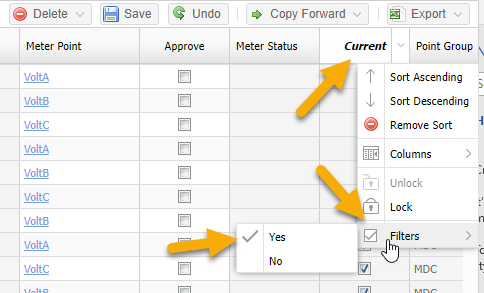 Delete Save Undo Copy Forward Export
Meter Point Approve Meter Status Current Point Group
VoltA
VoltB
VoltC
VoltA
VoltB
VoltC
VoltB
VoltA
VoltC MDC
VoltB MDC
Sort Ascending
Sort Descending
Remove Sort
Columns
Unlock
Lock
Filters
Yes
No